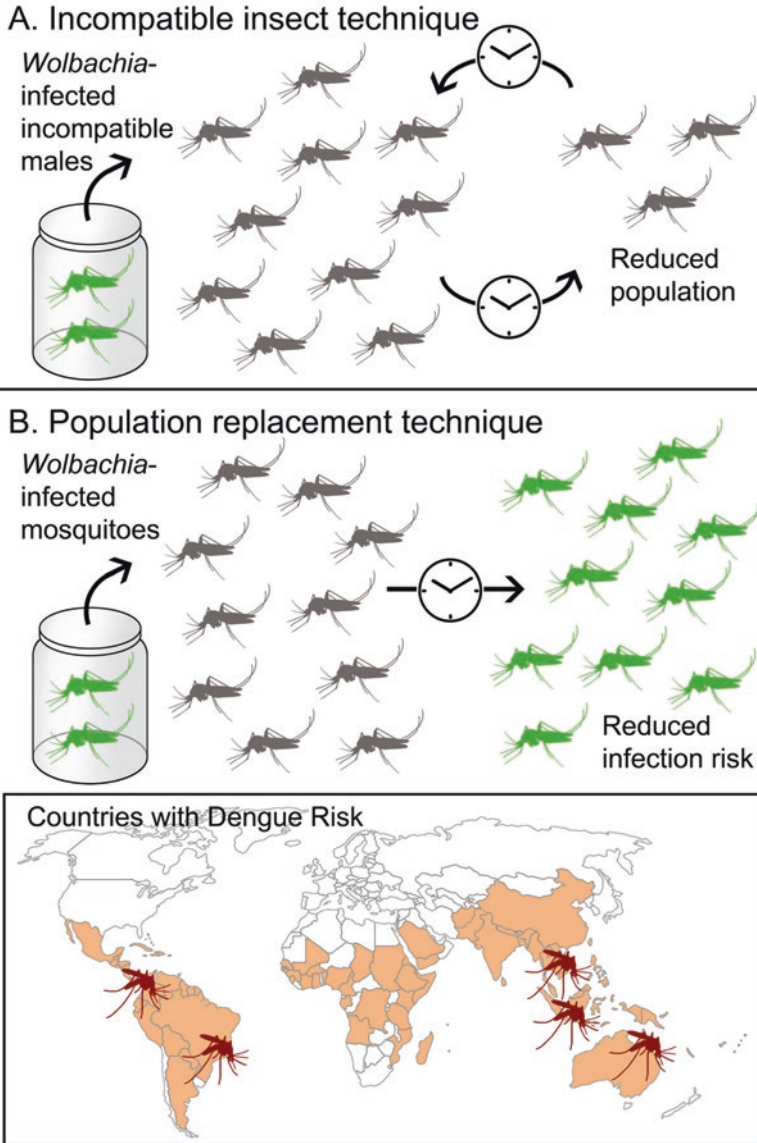 A. Incompatible insect technique
Wolbachia-
infected
incompatible
males
Reduced
population
B. Population replacement technique
Wolbachia-
infected
mosquitoes
Reduced
infection risk
Countries with Dengue Risk